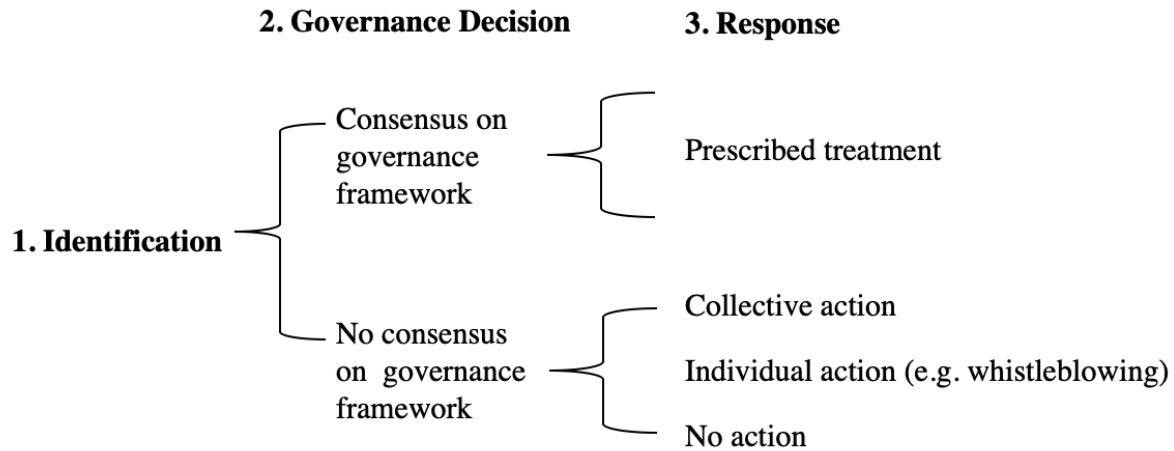 2. Governance Decision
3. Response
Consensus on
governance
framework
Prescribed treatment
1. Identification
No consensus
on governance
framework
Collective action
Individual action (e.g. whistleblowing)
No action